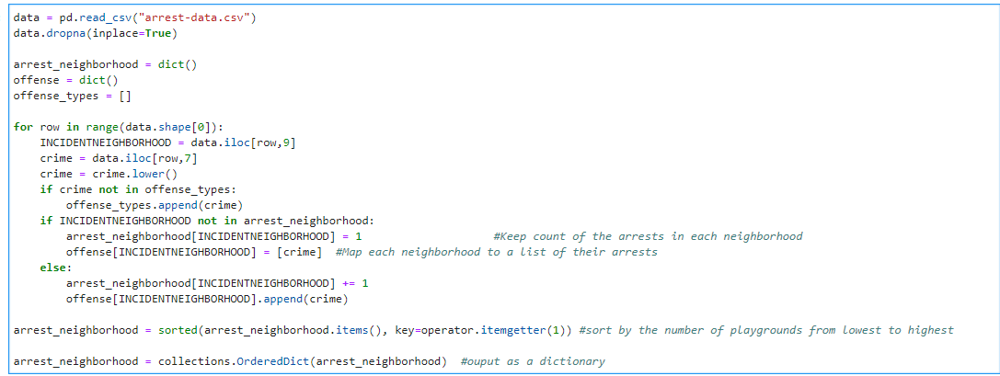 data = pd.read_csv("arrest-data.csv")
data.dropna(inplace=True)
arrest_neighborhood = dict()
offense = dict()
offense_types = []
for row in range(data.shape[0]):
    INCIDENTNEIGHBORHOOD = data.iloc[row,9]
    crime = data.iloc[row,7]
    crime = crime.lower()
    if crime not in offense_types:
        offense_types.append(crime)
    if INCIDENTNEIGHBORHOOD not in arrest_neighborhood:
        arrest_neighborhood[INCIDENTNEIGHBORHOOD] = 1                    #Keep count of the arrests in each neighborhood
        offense[INCIDENTNEIGHBORHOOD] = [crime]  #Map each neighborhood to a list of their arrests
    else:
        arrest_neighborhood[INCIDENTNEIGHBORHOOD] += 1
        offense[INCIDENTNEIGHBORHOOD].append(crime)
arrest_neighborhood = sorted(arrest_neighborhood.items(), key=operator.itemgetter(1)) #sort by the number of playgrounds from lowest to highest
arrest_neighborhood = collections.OrderedDict(arrest_neighborhood)  #ouput as a dictionary